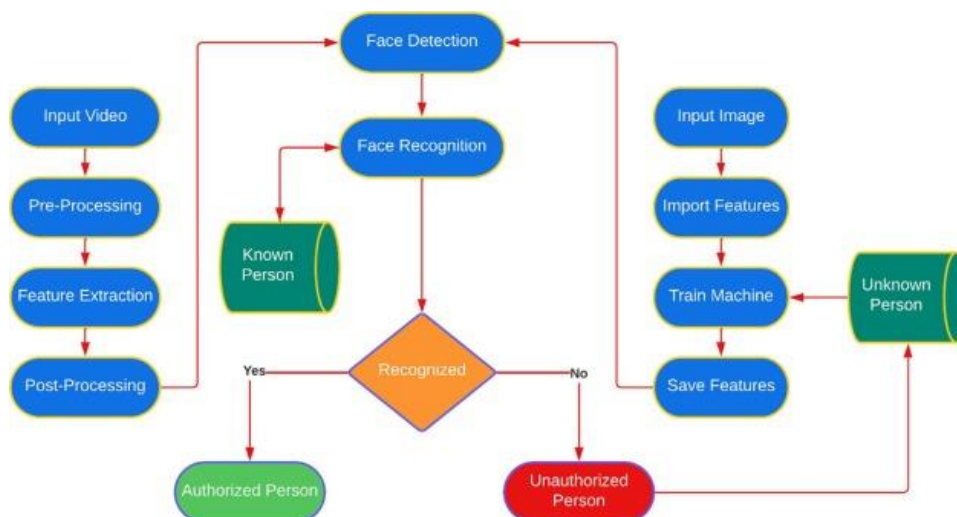 Face Detection
Input Video
Input Image
Face Recognition
Pre-Processing
Import Features
Known
Person
Feature Extraction
Train Machine
Unknown
Person
Post-Processing
Yes
Recognized
No
Save Features
Authorized Person
Unauthorized
Person